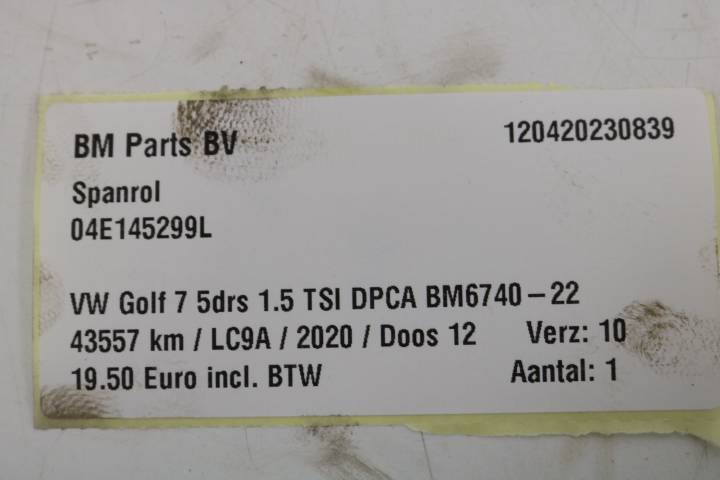 BM Parts BV 120420230839
Spanrol
04E145299L
VW Golf 7 5drs 1.5 TSI DPCA BM6740-22
43557 km / LC9A / 2020 / Doos 12 Verz: 10
19.50 Euro incl. BTW Aantal: 1